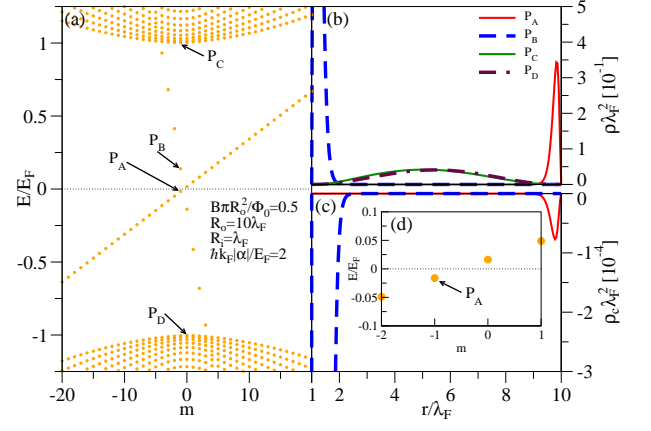 (a)
1
0.5
0
-0.5
-1
E/E_F
P_C
P_B
P_A
P_D
BπR_o^2/Φ_0=0.5
R_o=10λ_F
R_i=λ_F
ħk_F|α|/E_F=2
-20
-10
0
10
m
(b)
P_A
P_B
P_C
P_D
5
4
3
2
1
0
ρλ_F^2 [10^-1]
(c)
0
-1
-2
-3
ρ_cλ_F^2 [10^-4]
(d)
0.1
0.05
0
-0.05
-0.1
E/E_F
P_A
-2
-1
0
1
m
1
2
4
6
8
10
r/λ_F